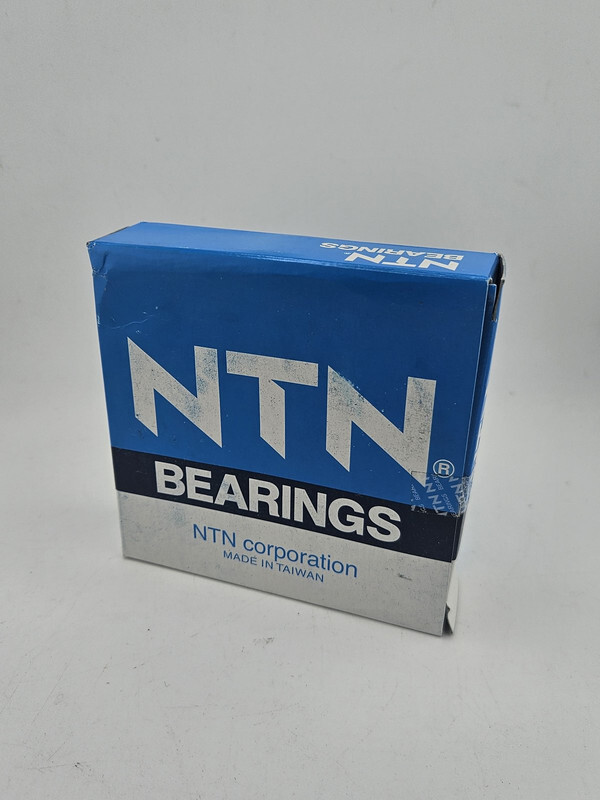 NTN
BEARINGS
NTN
®
BEARINGS
NTN corporation
MADE IN TAIWAN